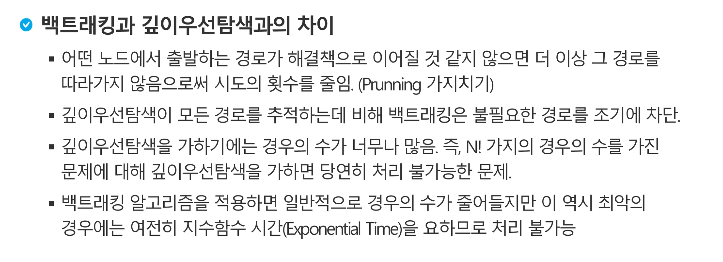 백트래킹과 깊이우선탐색과의 차이
▪ 어떤 노드에서 출발하는 경로가 해결책으로 이어질 것 같지 않으면 더 이상 그 경로를
따라가지 않음으로써 시도의 횟수를 줄임. (Prunning 가지치기)
▪ 깊이우선탐색이 모든 경로를 추적하는데 비해 백트래킹은 불필요한 경로를 조기에 차단.
▪ 깊이우선탐색을 가하기에는 경우의 수가 너무나 많음. 즉, N! 가지의 경우의 수를 가진
문제에 대해 깊이우선탐색을 가하면 당연히 처리 불가능한 문제.
▪ 백트래킹 알고리즘을 적용하면 일반적으로 경우의 수가 줄어들지만 이 역시 최악의
경우에는 여전히 지수함수 시간(Exponential Time)을 요하므로 처리 불가능